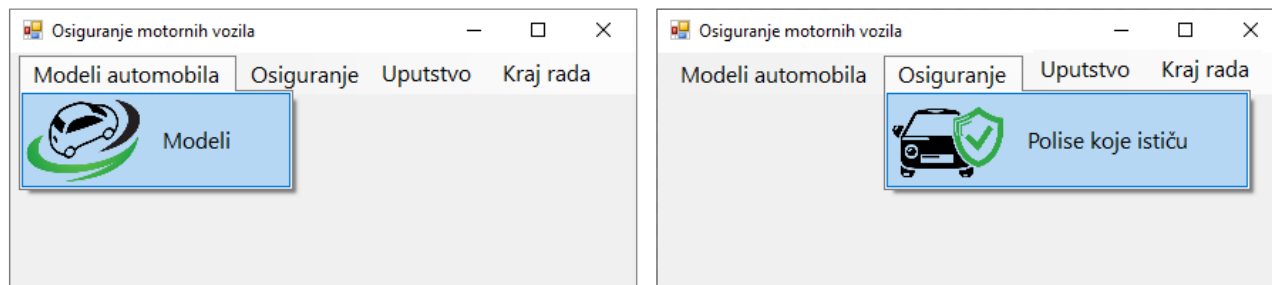 Osiguranje motornih vozila
Modeli automobila Osiguranje Uputstvo Kraj rada
Modeli
Osiguranje motornih vozila
Modeli automobila Osiguranje Uputstvo Kraj rada
Polise koje ističu